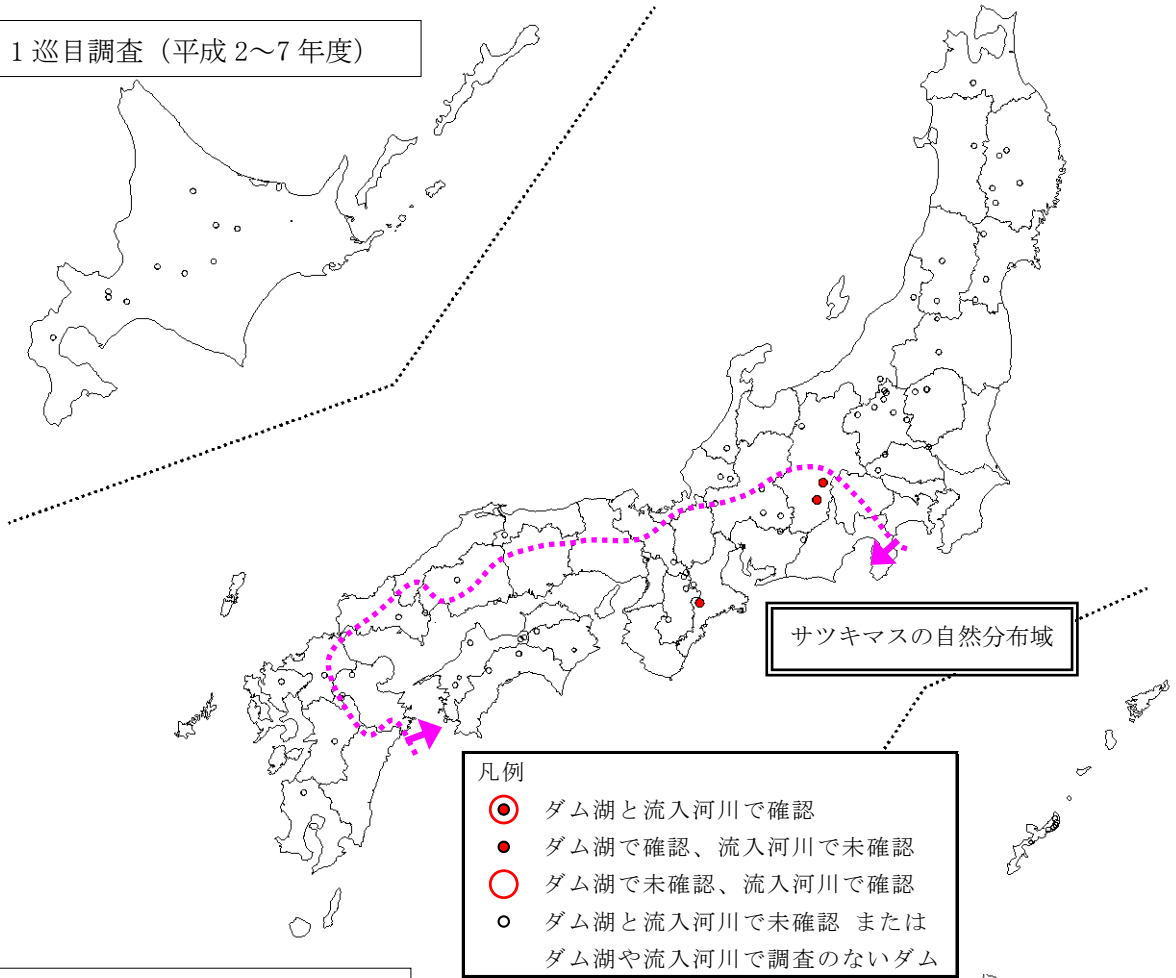 1巡目調査（平成 2～7 年度）
サツキマスの自然分布域
凡例
ダム湖と流入河川で確認
ダム湖で確認、流入河川で未確認
ダム湖で未確認、流入河川で確認
ダム湖と流入河川で未確認 または
ダム湖や流入河川で調査のないダム